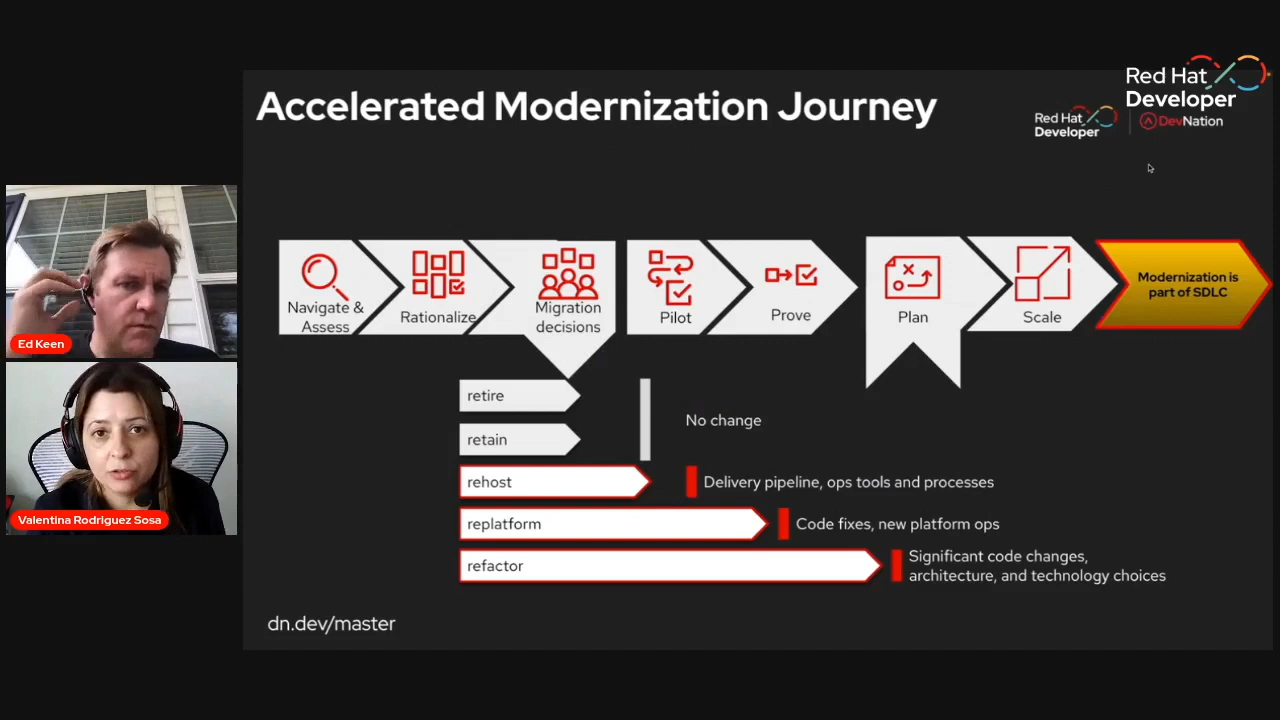 Accelerated Modernization Journey
Red Hat
Developer
Red Hat
Developer
DevNation
Navigate &
Assess
Rationalize
Migration
decisions
Pilot
Prove
Plan
Scale
Modernization is
part of SDLC
Ed Keen
Valentina Rodriguez Sosa
retire
retain
No change
rehost
Delivery pipeline, ops tools and processes
replatform
Code fixes, new platform ops
refactor
Significant code changes,
architecture, and technology choices
dn.dev/master